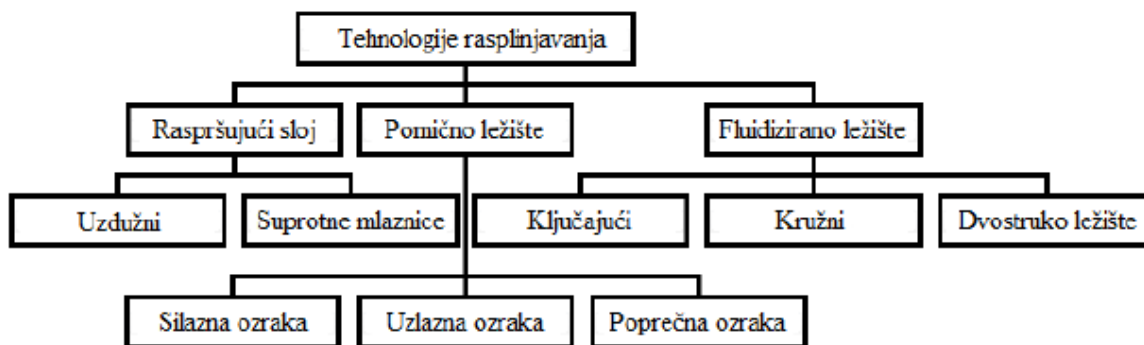 Tehnologije rasplinjavanja
Raspršujući sloj
Pomično ležište
Fluidizirano ležište
Uzdužni
Suprotne mlaznice
Ključajući
Kružni
Dvostruko ležište
Silazna ozraka
Uzlazna ozraka
Poprečna ozraka